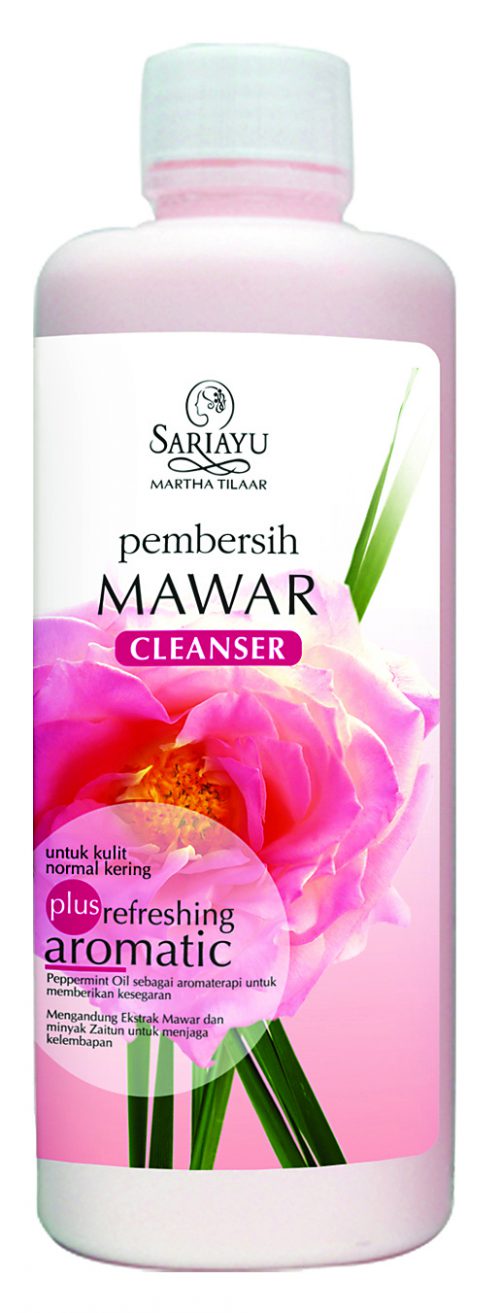 SARIAYU
MARTHA TILAAR
pembersih
MAWAR
CLEANSER
untuk kulit
normal kering
plus refreshing
aromatic
Peppermint Oil sebagai aromaterapi untuk
memberikan kesegaran
Mengandung Ekstrak Mawar dan
minyak Zaitun untuk menjaga
kelembapan